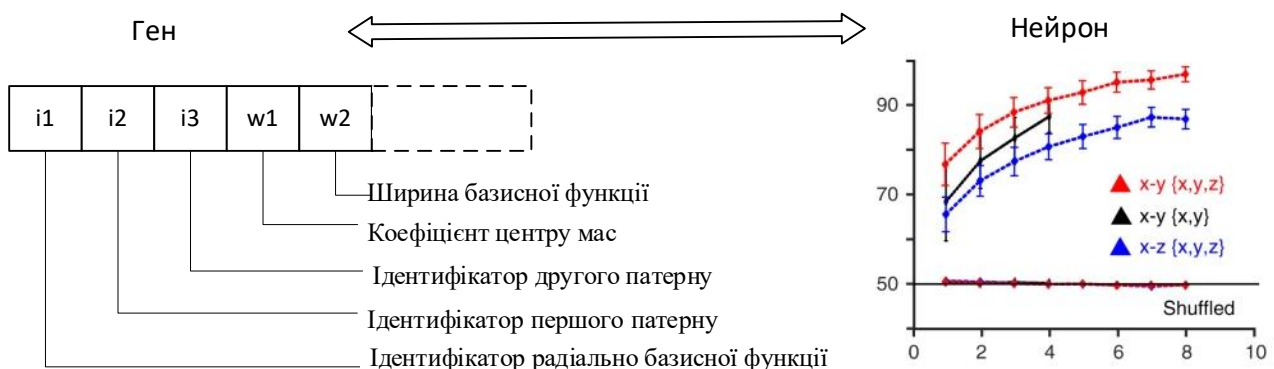 Ген
Нейрон
i1 i2 i3 w1 w2
Ширина базисної функції
Коефіцієнт центру мас
Ідентифікатор другого патерну
Ідентифікатор першого патерну
Ідентифікатор радіально базисної функції
90
70
50
x-y {x,y,z}
x-y {x,y}
x-z {x,y,z}
Shuffled
0 2 4 6 8 10